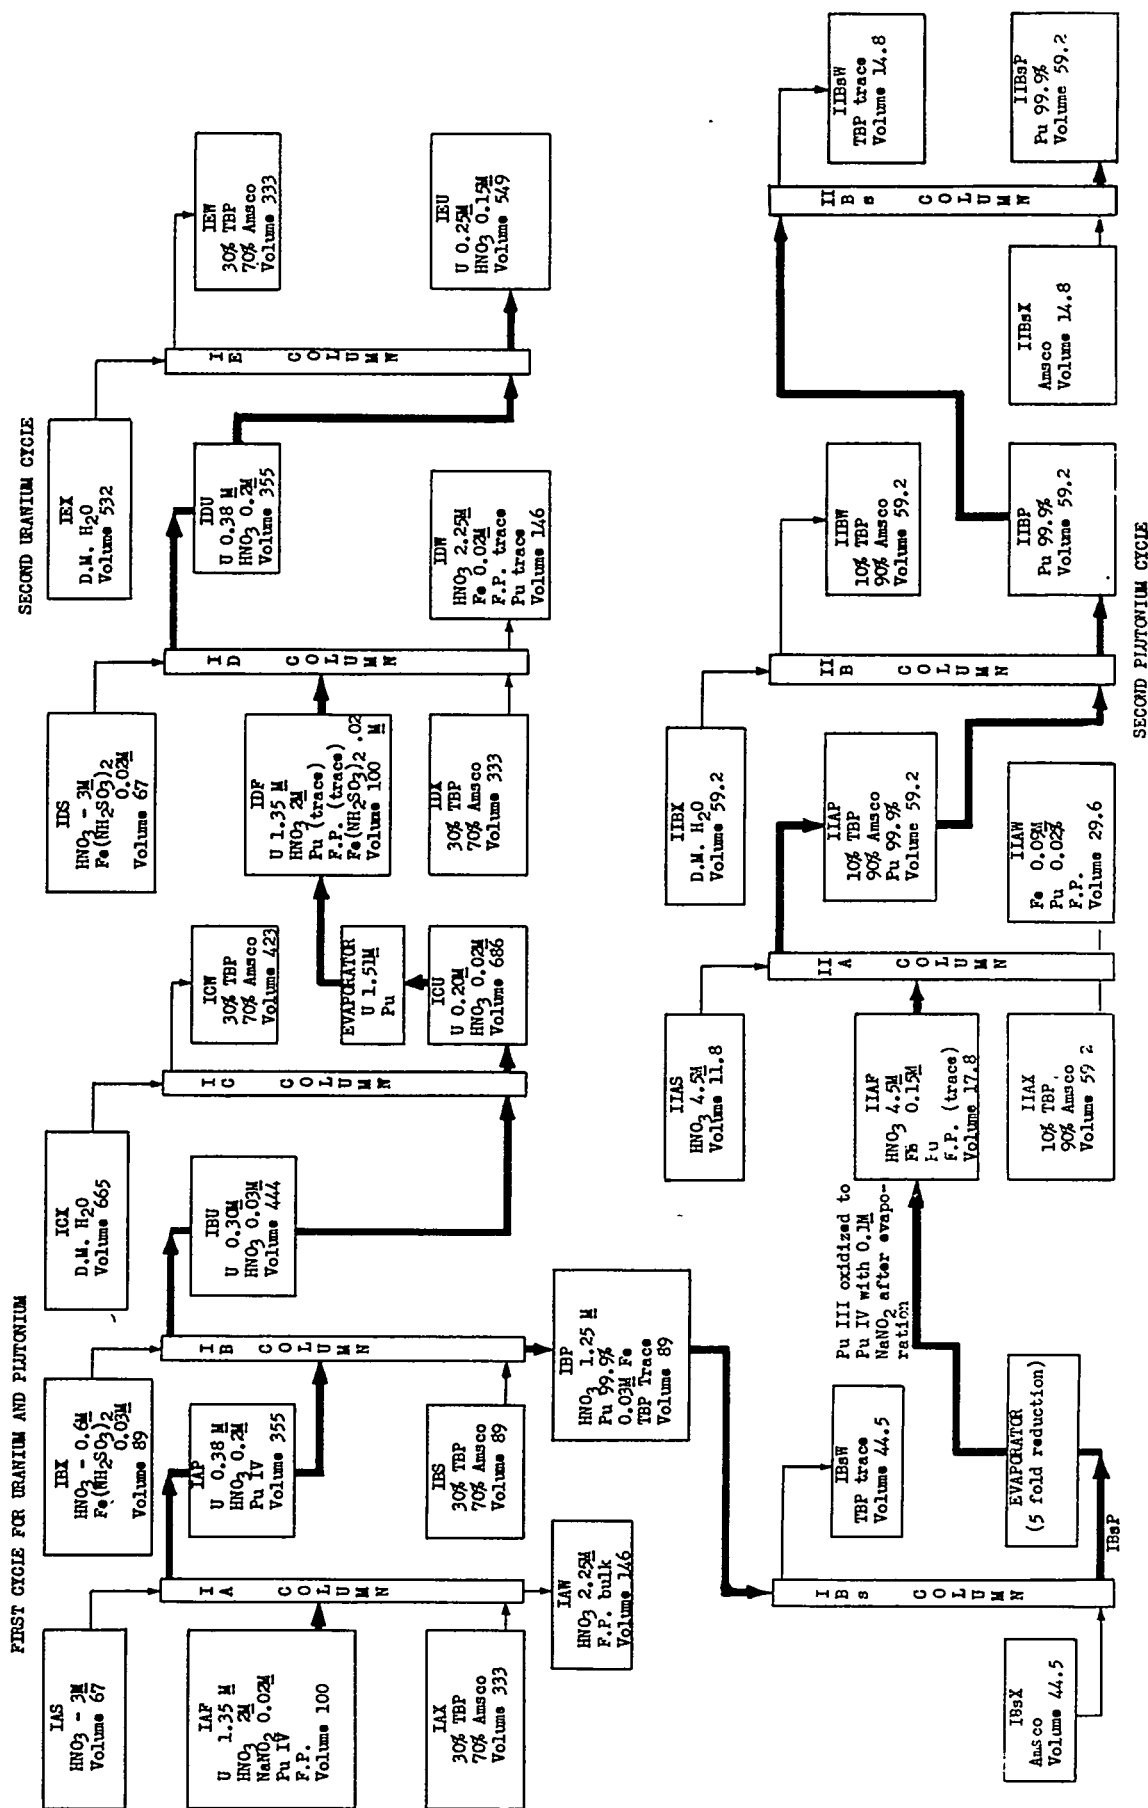 FIRST CYCLE FOR URANIUM AND PLUTONIUM
IAS
HNO3 - 3M
Volume 67
IAF
U 1.35 M
HNO3 2M
NaNO2 0.02M
Pu IV
F.P.
Volume 100
IAX
30% TBP
70% Amsco
Volume 333
IA COLUMN
IAW
HNO3 2.25M
F.P. bulk
Volume 146
IBX
HNO3 - 0.6M
Fe(NH2SO3)2
0.03M
Volume 89
IAP
U 0.38 M
HNO3 0.2M
Pu IV
Volume 355
IBS
30% TBP
70% Amsco
Volume 89
IB COLUMN
IBP
HNO3 1.25 M
Pu 99.9%
0.03M Fe
TBP Trace
Volume 89
ICX
D.M. H2O
Volume 665
IBU
U 0.30M
HNO3 0.03M
Volume 444
IC COLUMN
ICW
30% TBP
70% Amsco
Volume 423
EVAPORATOR
U 1.51M
Pu
ICU
U 0.20M
HNO3 0.02M
Volume 686
SECOND URANIUM CYCLE
IDS
HNO3 - 3M
Fe(NH2SO3)2
0.02M
Volume 67
IDF
U 1.35 M
HNO3 2M
Pu (trace)
F.P. (trace)
Fe(NH2SO3)2 .02
M
Volume 100
IDX
30% TBP
70% Amsco
Volume 333
ID COLUMN
IEX
D.M. H2O
Volume 532
IDU
U 0.38 M
HNO3 0.2M
Volume 355
IDW
HNO3 2.25M
Fe 0.02M
F.P. trace
Pu trace
Volume 146
IE COLUMN
IEW
30% TBP
70% Amsco
Volume 333
IEU
U 0.25M
HNO3 0.15M
Volume 549
IBsX
Amsco
Volume 44.5
IBs COLUMN
IBsW
TBP trace
Volume 44.5
EVAPORATOR
(5 fold reduction)
IBsP
Pu III oxidized to
Pu IV with 0.1M
NaNO2 after evapo-
ration
IIAS
HNO3 4.5M
Volume 11.8
IIAF
HNO3 4.5M
0.15M
Pu
F.P. (trace)
Volume 17.8
IIAX
10% TBP
90% Amsco
Volume 59 2
IIA COLUMN
IIBX
D.M. H2O
Volume 59.2
IIAP
10% TBP
90% Amsco
Pu 99.9%
Volume 59.2
IIAW
Fe 0.09M
Pu 0.02%
F.P.
Volume 29.6
IIB COLUMN
IIBW
10% TBP
90% Amsco
Volume 59.2
IIBP
Pu 99.9%
Volume 59.2
IIBsX
Amsco
Volume 14.8
IIBs COLUMN
IIBsW
TBP trace
Volume 14.8
IIBsP
Pu 99.9%
Volume 59.2
SECOND PLUTONIUM CYCLE